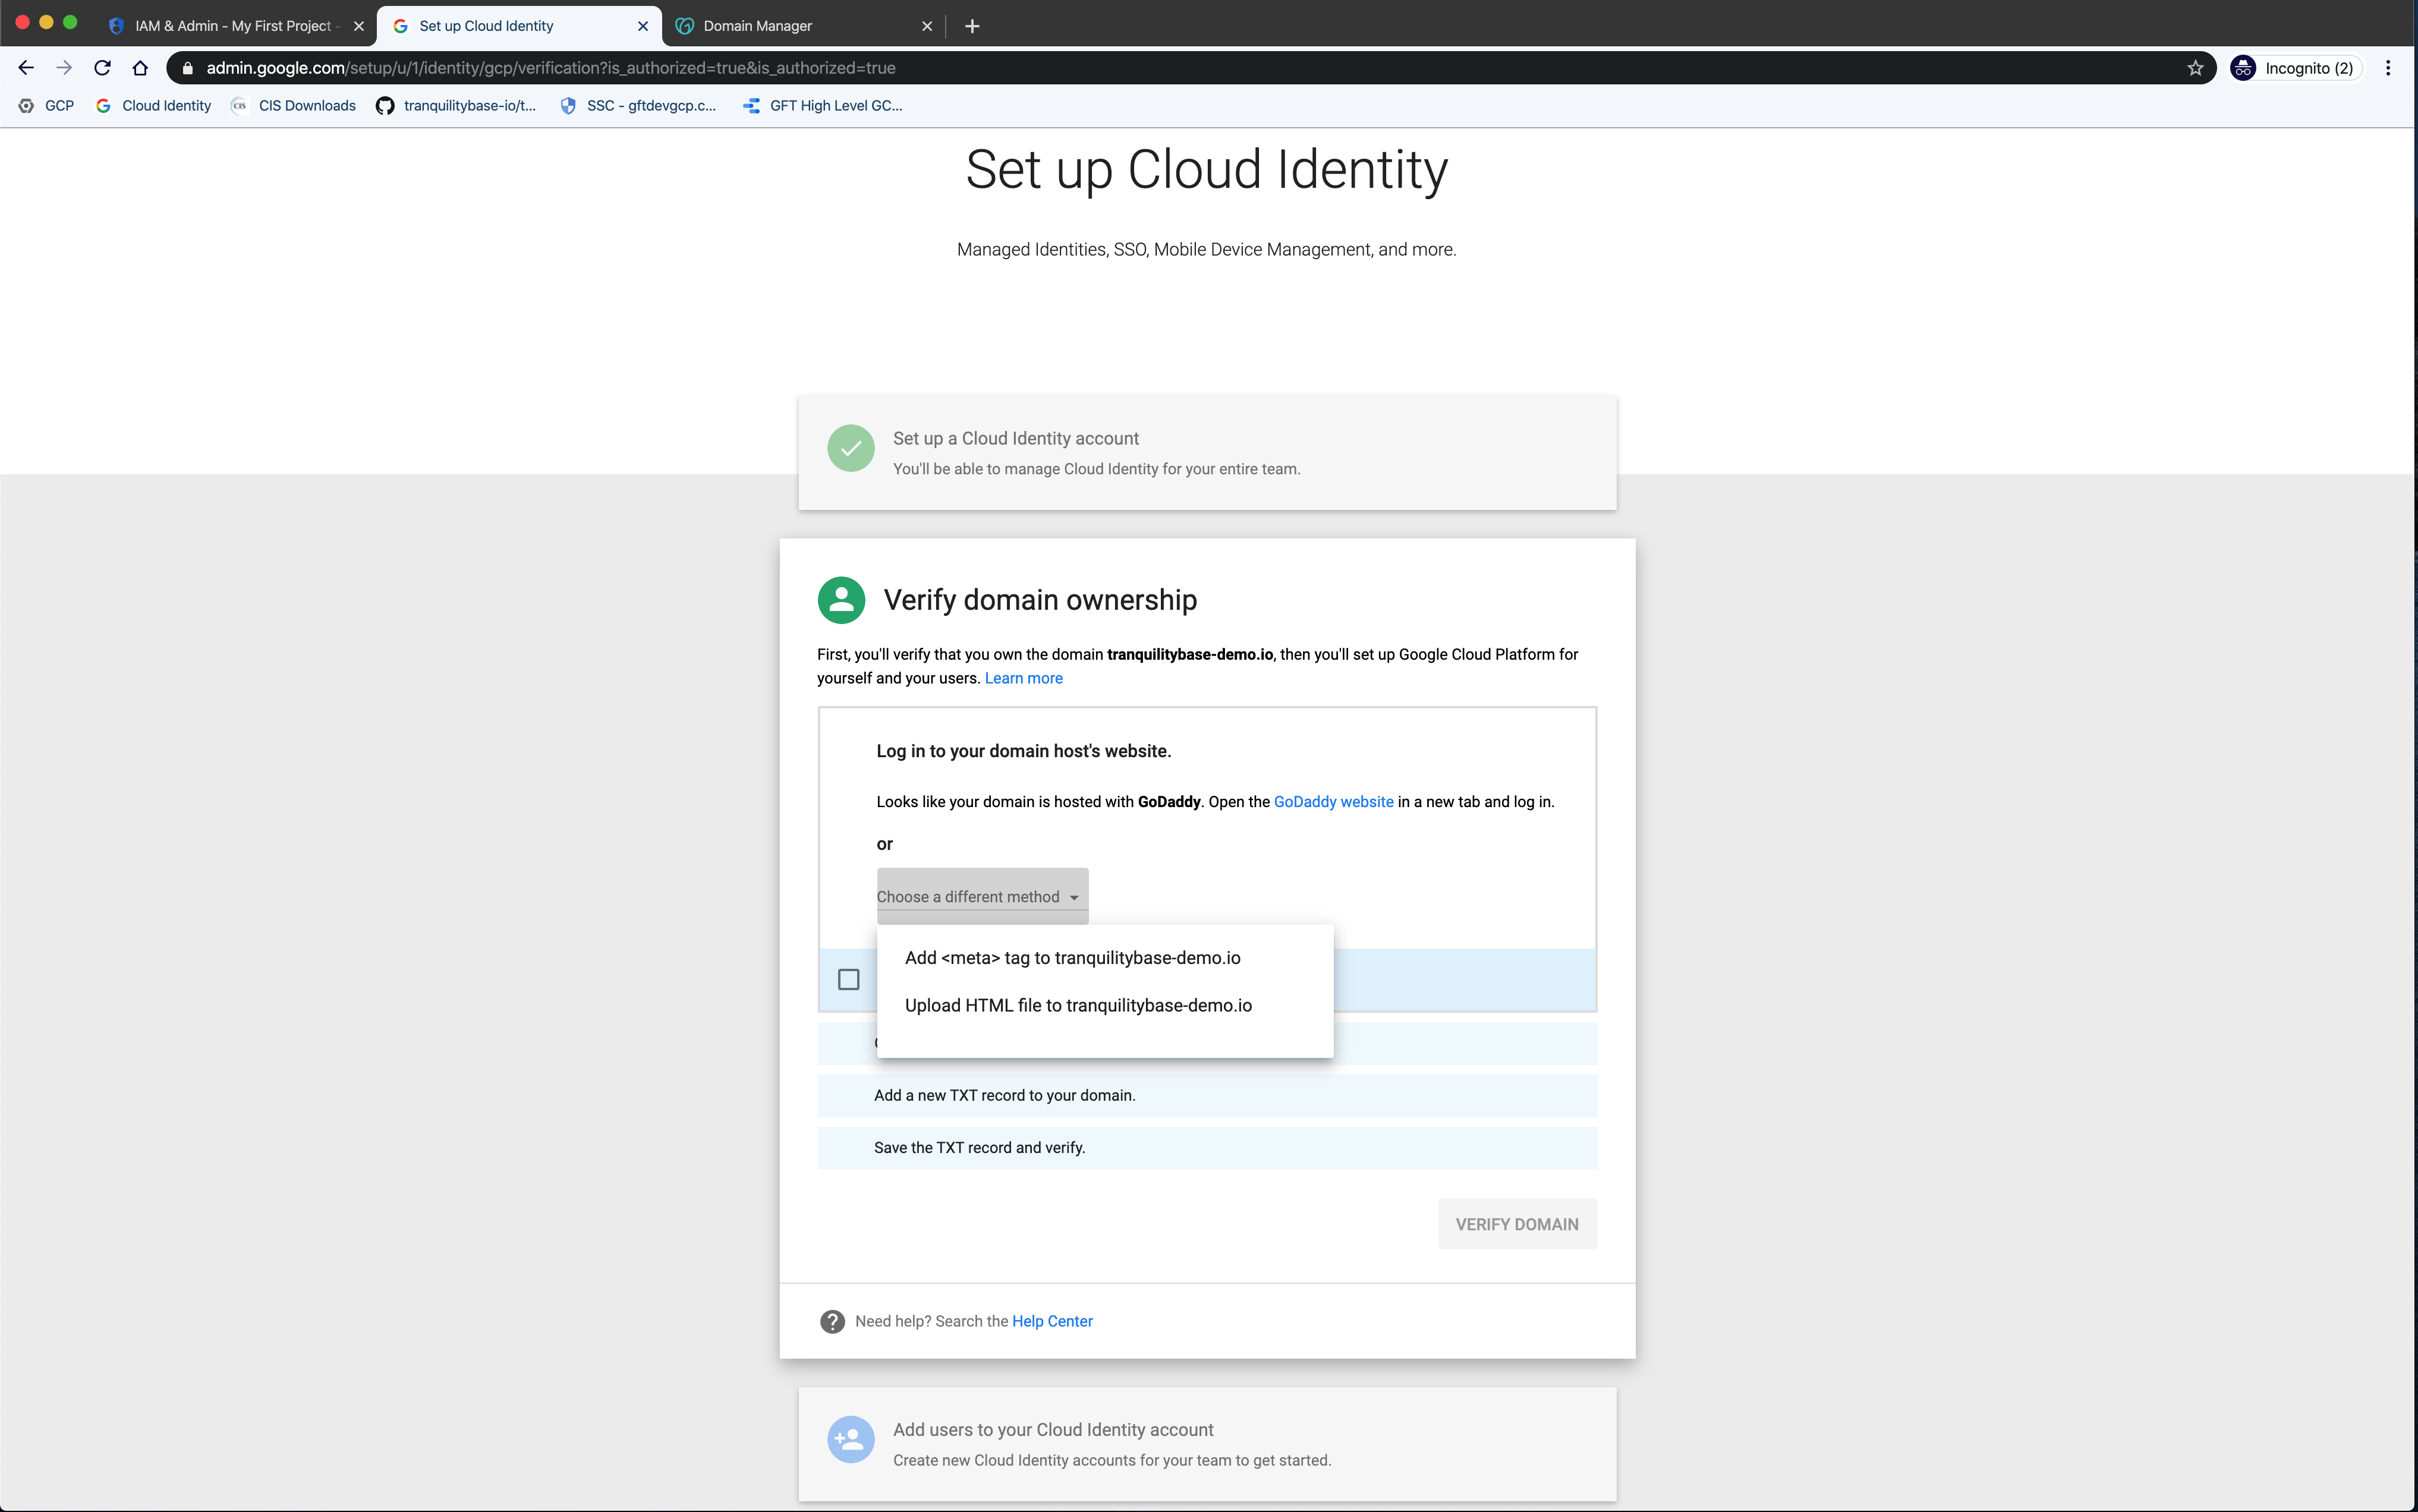 IAM & Admin - My First Project -
Set up Cloud Identity
Domain Manager
admin.google.com/setup/u/1/identity/gcp/verification?is_authorized=true&is_authorized=true
Incognito (2)
GCP
Cloud Identity
CIS
CIS Downloads
tranquilitybase-io/t...
SSC - gftdevgcp.c...
GFT High Level GC...
Set up Cloud Identity
Managed Identities, SSO, Mobile Device Management, and more.
Set up a Cloud Identity account
You'll be able to manage Cloud Identity for your entire team.
Verify domain ownership
First, you'll verify that you own the domain tranquilitybase-demo.io, then you'll set up Google Cloud Platform for
yourself and your users. Learn more
Log in to your domain host's website.
Looks like your domain is hosted with GoDaddy. Open the GoDaddy website in a new tab and log in.
or
Choose a different method
Add <meta> tag to tranquilitybase-demo.io
Upload HTML file to tranquilitybase-demo.io
Add a new TXT record to your domain.
Save the TXT record and verify.
VERIFY DOMAIN
Need help? Search the Help Center
Add users to your Cloud Identity account
Create new Cloud Identity accounts for your team to get started.